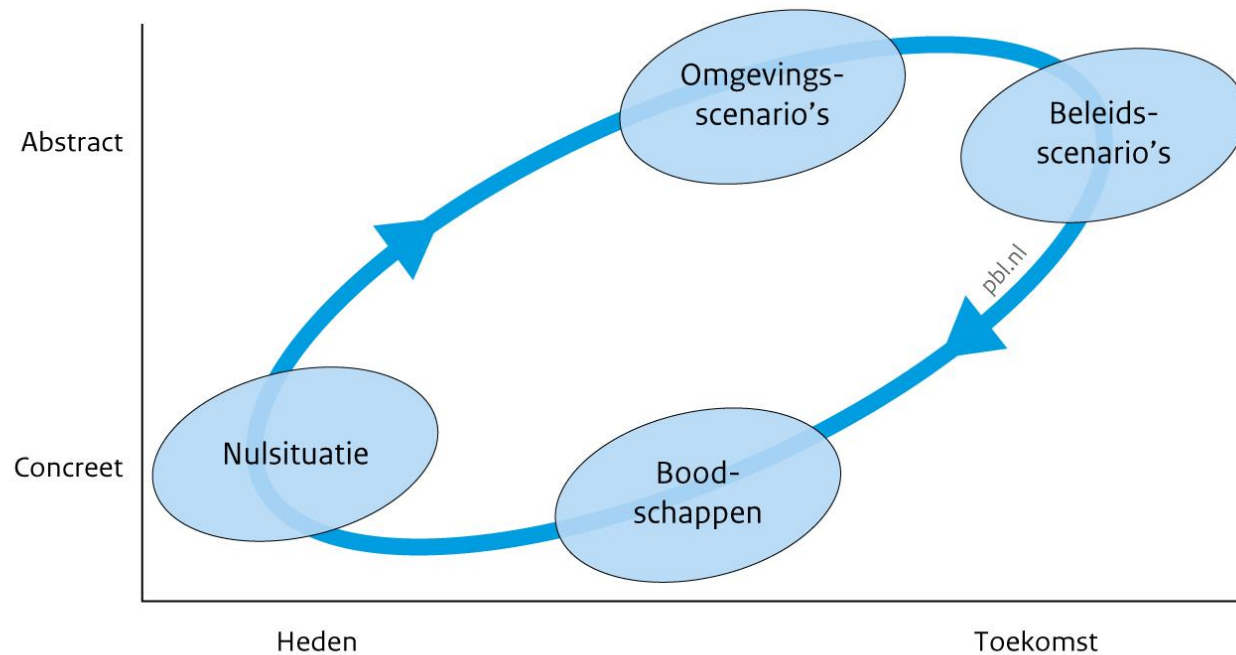 Omgevings-
scenario's
Beleids-
scenario's
Abstract
pbl.nl
Nulsituatie
Concreet
Bood-
schappen
Heden
Toekomst